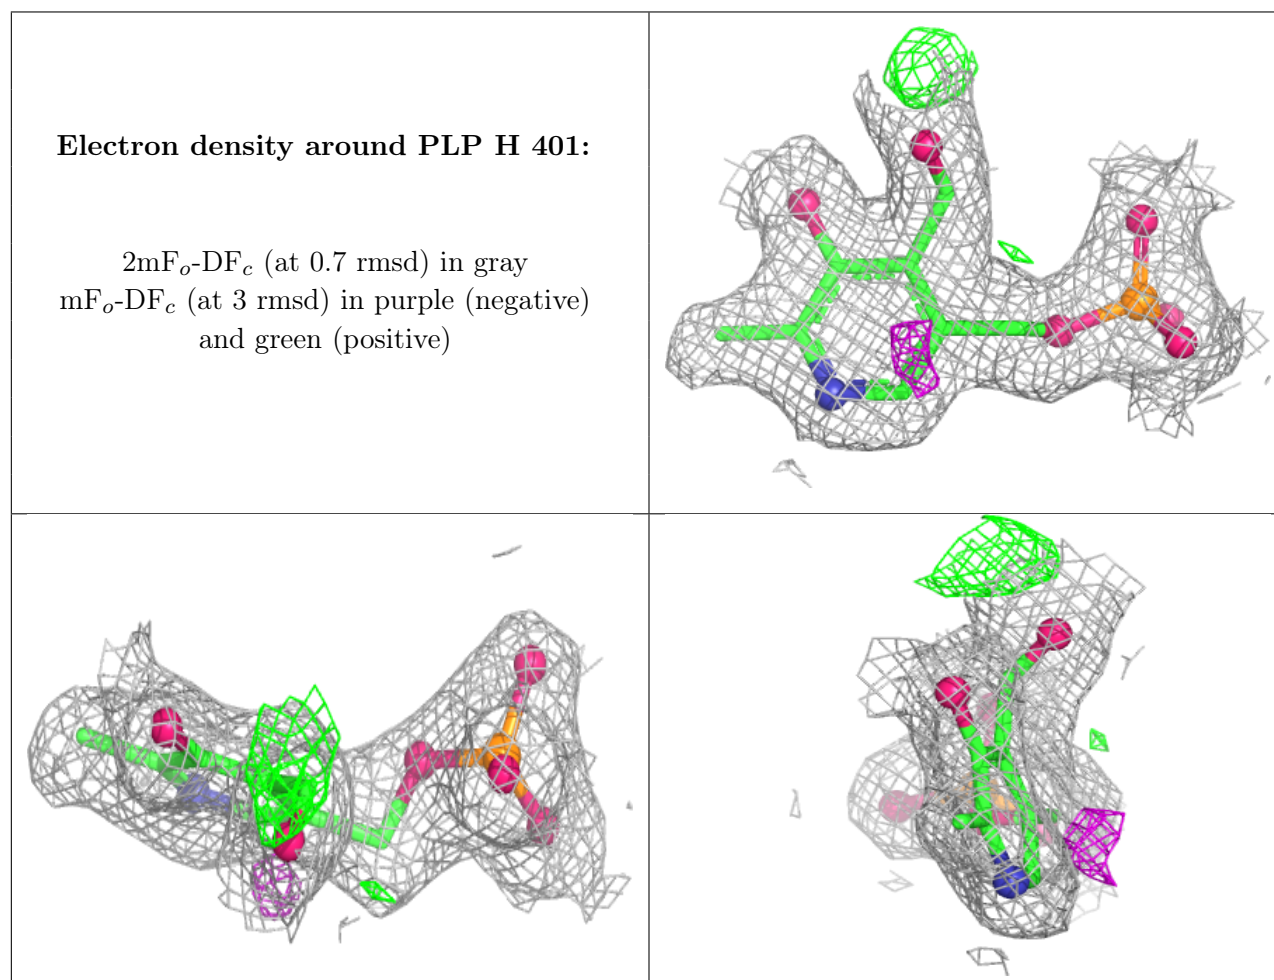 Electron density around PLP H 401:
2mFo-DFc (at 0.7 rmsd) in gray
mFo-DFc (at 3 rmsd) in purple (negative)
and green (positive)